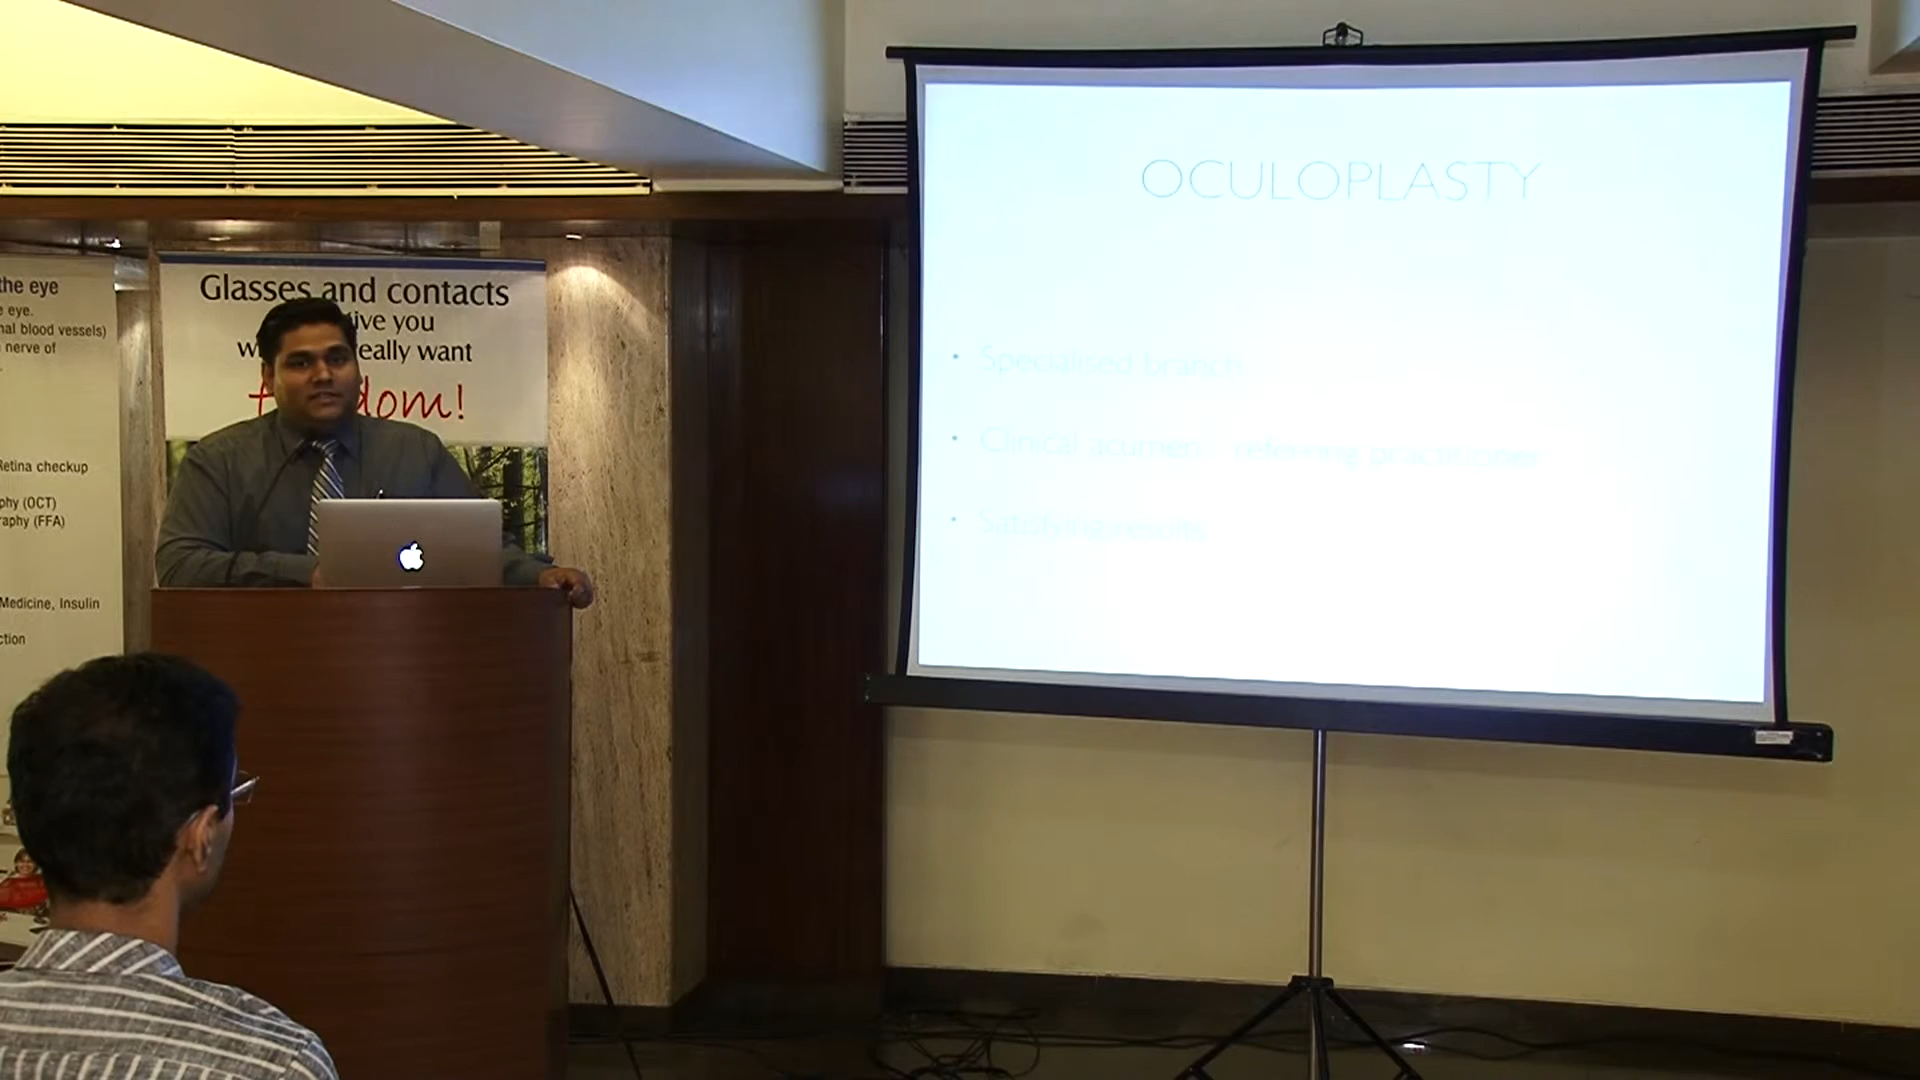 the eye
e eye.
nal blood vessels)
nerve of
Retina checkup
phy (OCT)
raphy (FFA)
Medicine, Insulin
ction
Glasses and contacts
ive you
w eally want
dom!
OCULOPLASTY
• Specialised branch
• Clinical acumen - referring practitioner
• Satisfying results